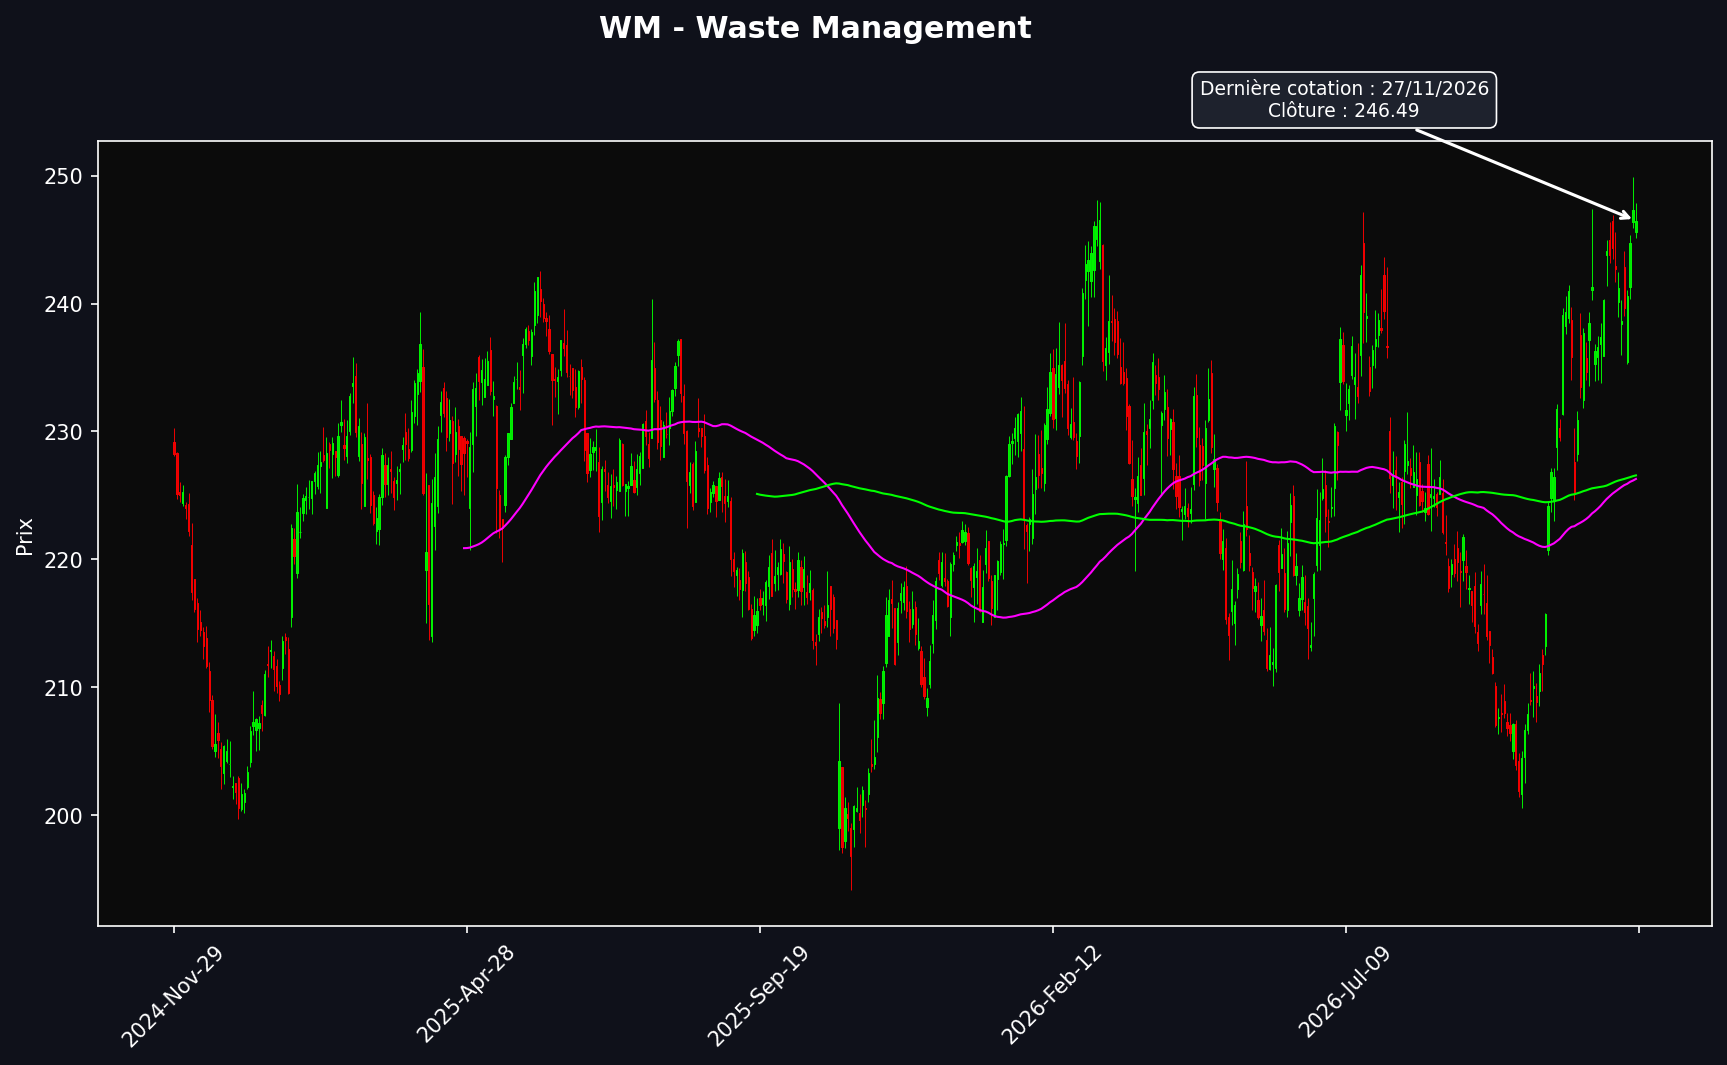 WM - Waste Management
Dernière cotation : 27/11/2026
Clôture : 246.49
Prix
250
240
230
220
210
200
2024-Nov-29
2025-Apr-28
2025-Sep-19
2026-Feb-12
2026-Jul-09